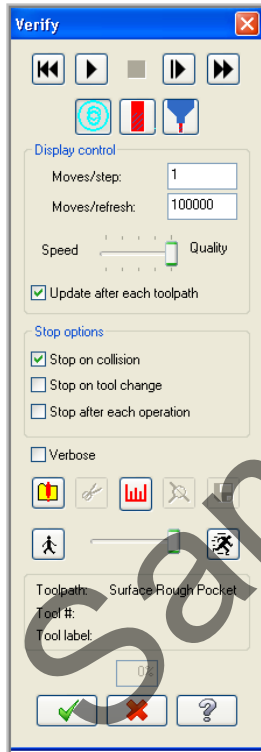 Verify
Display control
Moves/step: 1
Moves/refresh: 100000
Speed Quality
Update after each toolpath
Stop options
Stop on collision
Stop on tool change
Stop after each operation
Verbose
Toolpath: Surface Rough Pocket
Tool #:
Tool label:
0%